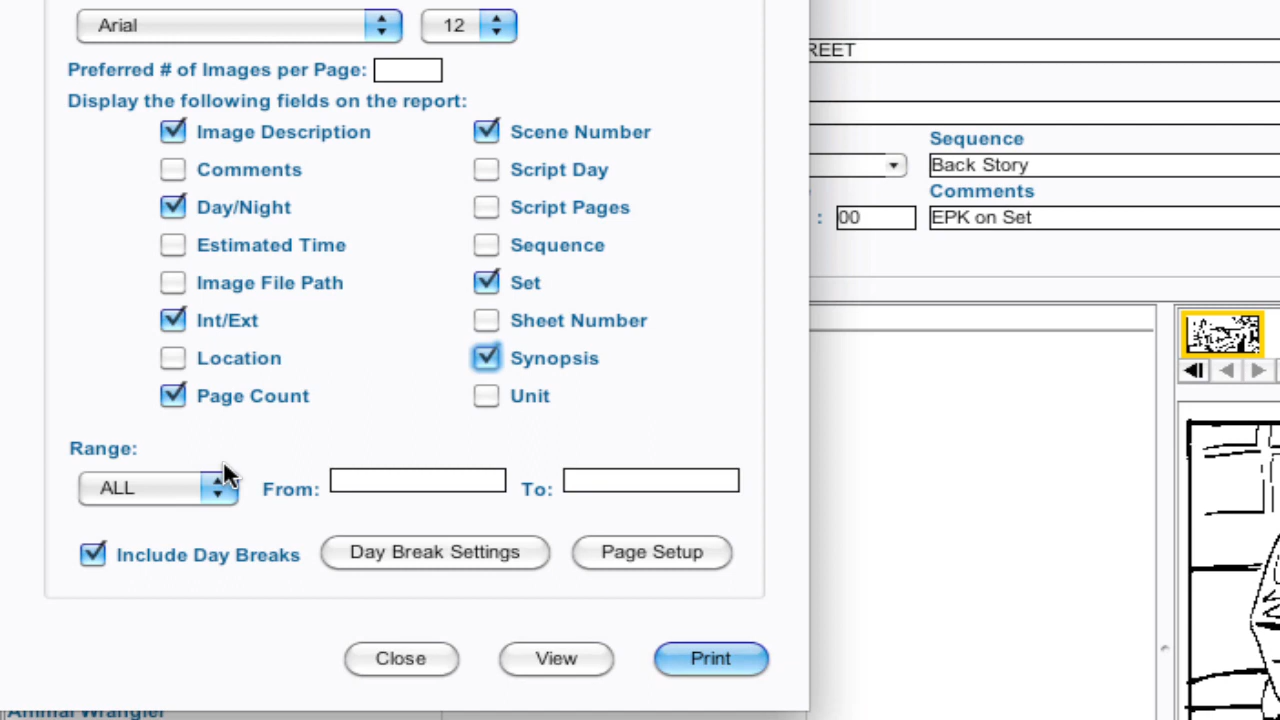 Arial
12
REET
Preferred # of Images per Page:
Display the following fields on the report:
Image Description
Scene Number
Sequence
Comments
Script Day
Back Story
Comments
Day/Night
Script Pages
: 00
EPK on Set
Estimated Time
Sequence
Image File Path
Set
Int/Ext
Sheet Number
Location
Synopsis
Page Count
Unit
Range:
ALL
From:
To:
Include Day Breaks
Day Break Settings
Page Setup
Close
View
Print
Animal Wrangler